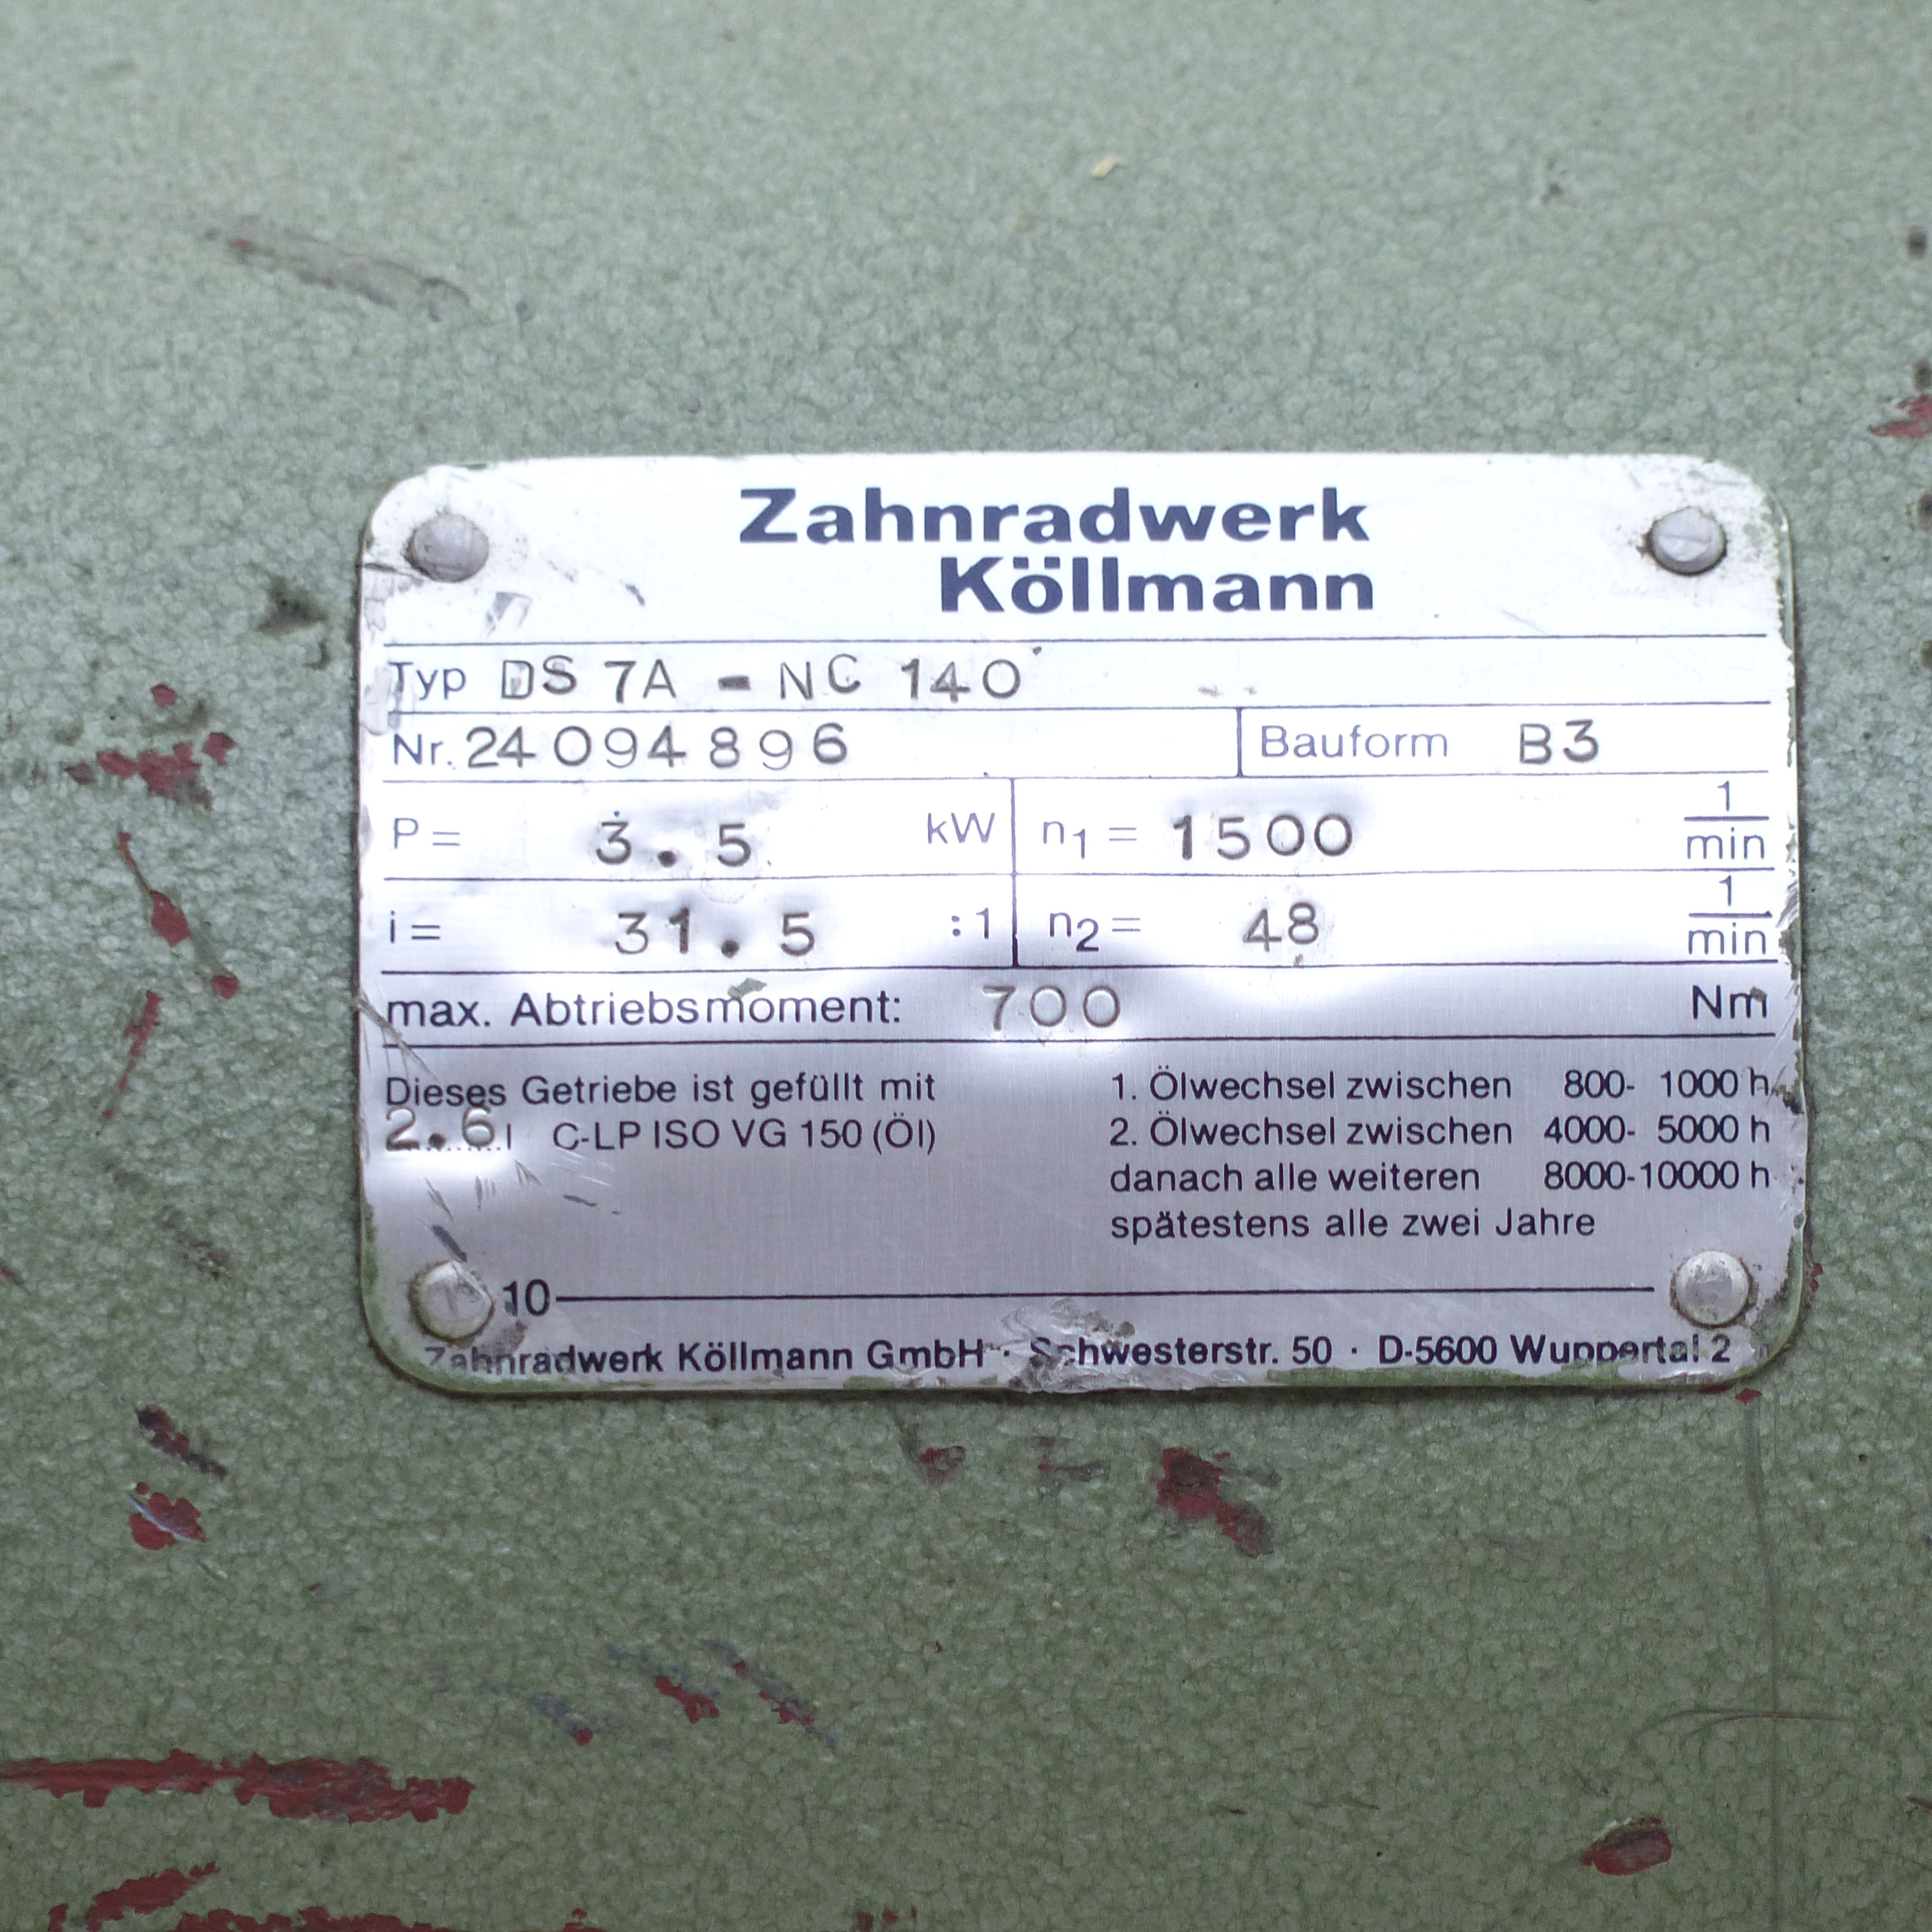 Zahnradwerk
Köllmann
Typ DS 7A - NC 140
Nr. 24094896 Bauform B3
P = 3.5 kW n1 = 1500 1/min
i = 31.5 :1 n2 = 48 1/min
max. Abtriebsmoment: 700 Nm
Dieses Getriebe ist gefüllt mit
2.6 l C-LP ISO VG 150 (Öl)
1. Ölwechsel zwischen 800- 1000 h
2. Ölwechsel zwischen 4000- 5000 h
danach alle weiteren 8000-10000 h
spätestens alle zwei Jahre
10
Zahnradwerk Köllmann GmbH · Schwesterstr. 50 · D-5600 Wuppertal 2